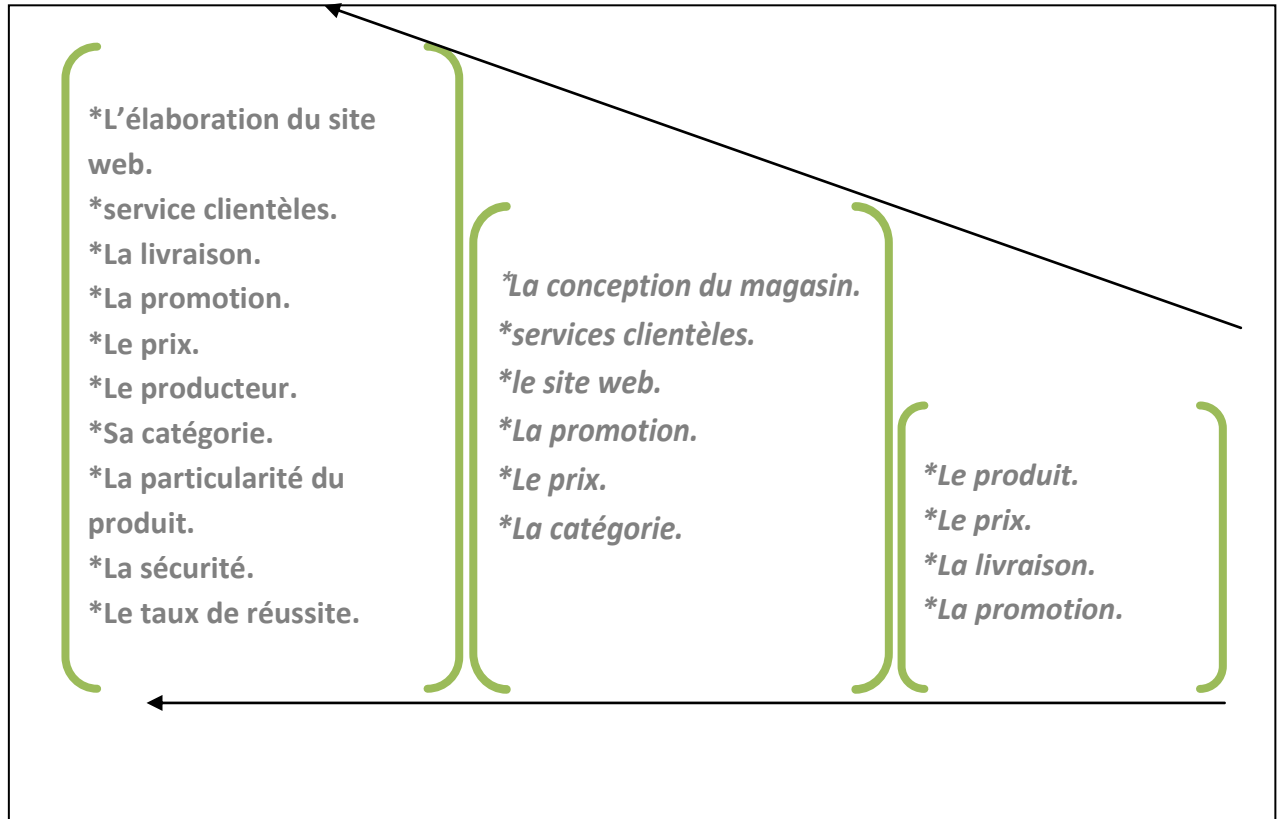 *L’élaboration du site
web.
*service clientèles.
*La livraison.
*La promotion.
*Le prix.
*Le producteur.
*Sa catégorie.
*La particularité du
produit.
*La sécurité.
*Le taux de réussite.
*La conception du magasin.
*services clientèles.
*le site web.
*La promotion.
*Le prix.
*La catégorie.
*Le produit.
*Le prix.
*La livraison.
*La promotion.